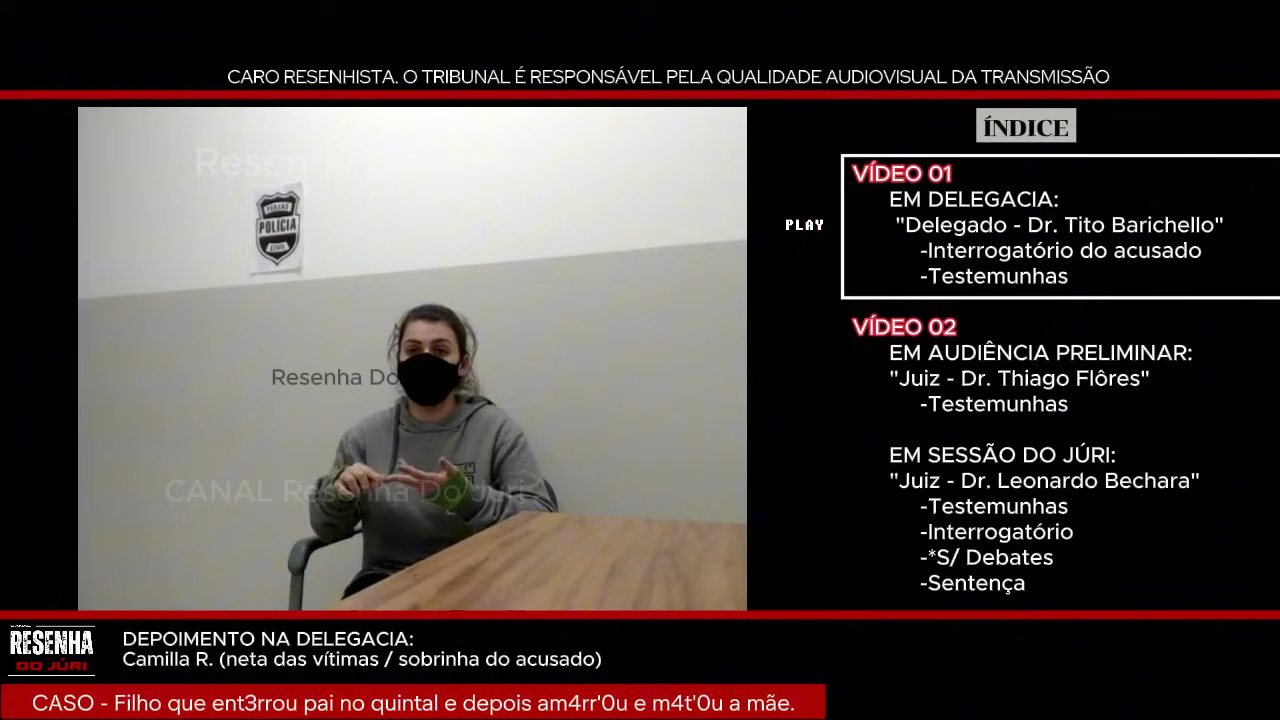 CARO RESENHISTA. O TRIBUNAL É RESPONSÁVEL PELA QUALIDADE AUDIOVISUAL DA TRANSMISSÃO
Resenha
PARANÁ
POLÍCIA
CIVIL
Resenha Do
CANAL Resenha Do Júri
PLAY
ÍNDICE
VÍDEO 01
EM DELEGACIA:
"Delegado - Dr. Tito Barichello"
-Interrogatório do acusado
-Testemunhas
VÍDEO 02
EM AUDIÊNCIA PRELIMINAR:
"Juiz - Dr. Thiago Flôres"
-Testemunhas
EM SESSÃO DO JÚRI:
"Juiz - Dr. Leonardo Bechara"
-Testemunhas
-Interrogatório
-*S/ Debates
-Sentença
RESENHA
DO JÚRI
DEPOIMENTO NA DELEGACIA:
Camilla R. (neta das vítimas / sobrinha do acusado)
CASO - Filho que ent3rrou pai no quintal e depois am4rr'0u e m4t'0u a mãe.